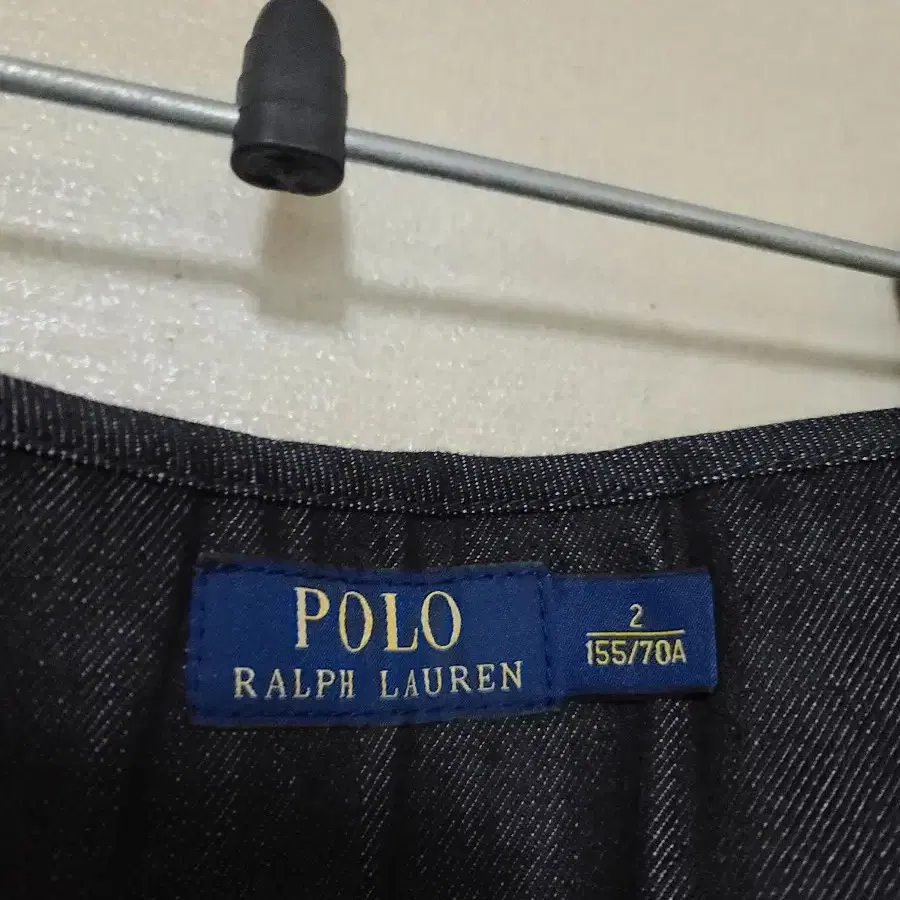 POLO
RALPH LAUREN
2
155/70A